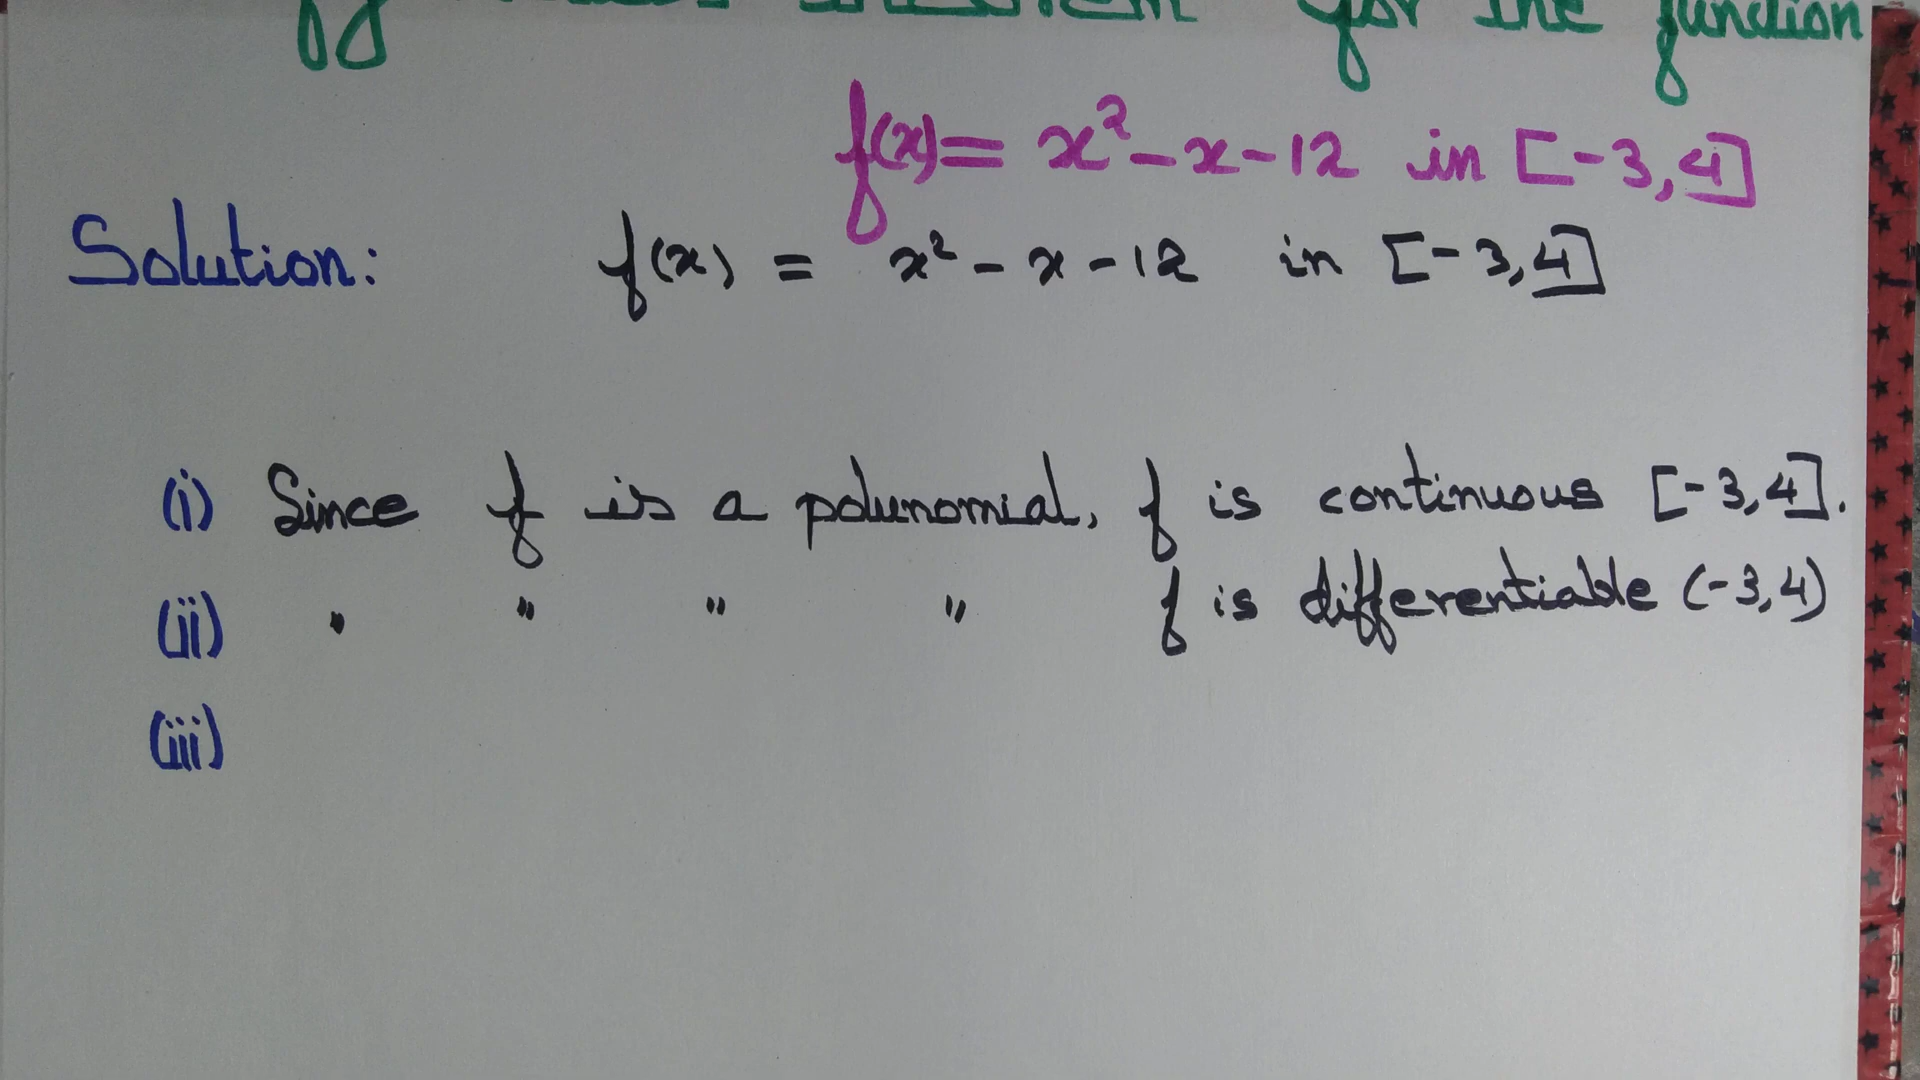 for the function
f(x) = x² - x - 12 in [-3,4]
Solution: f(x) = x² - x - 12 in [-3,4]
(i) Since f is a polunomial, f is continuous [-3,4].
(ii) " " " " f is differentiable (-3,4)
(iii)